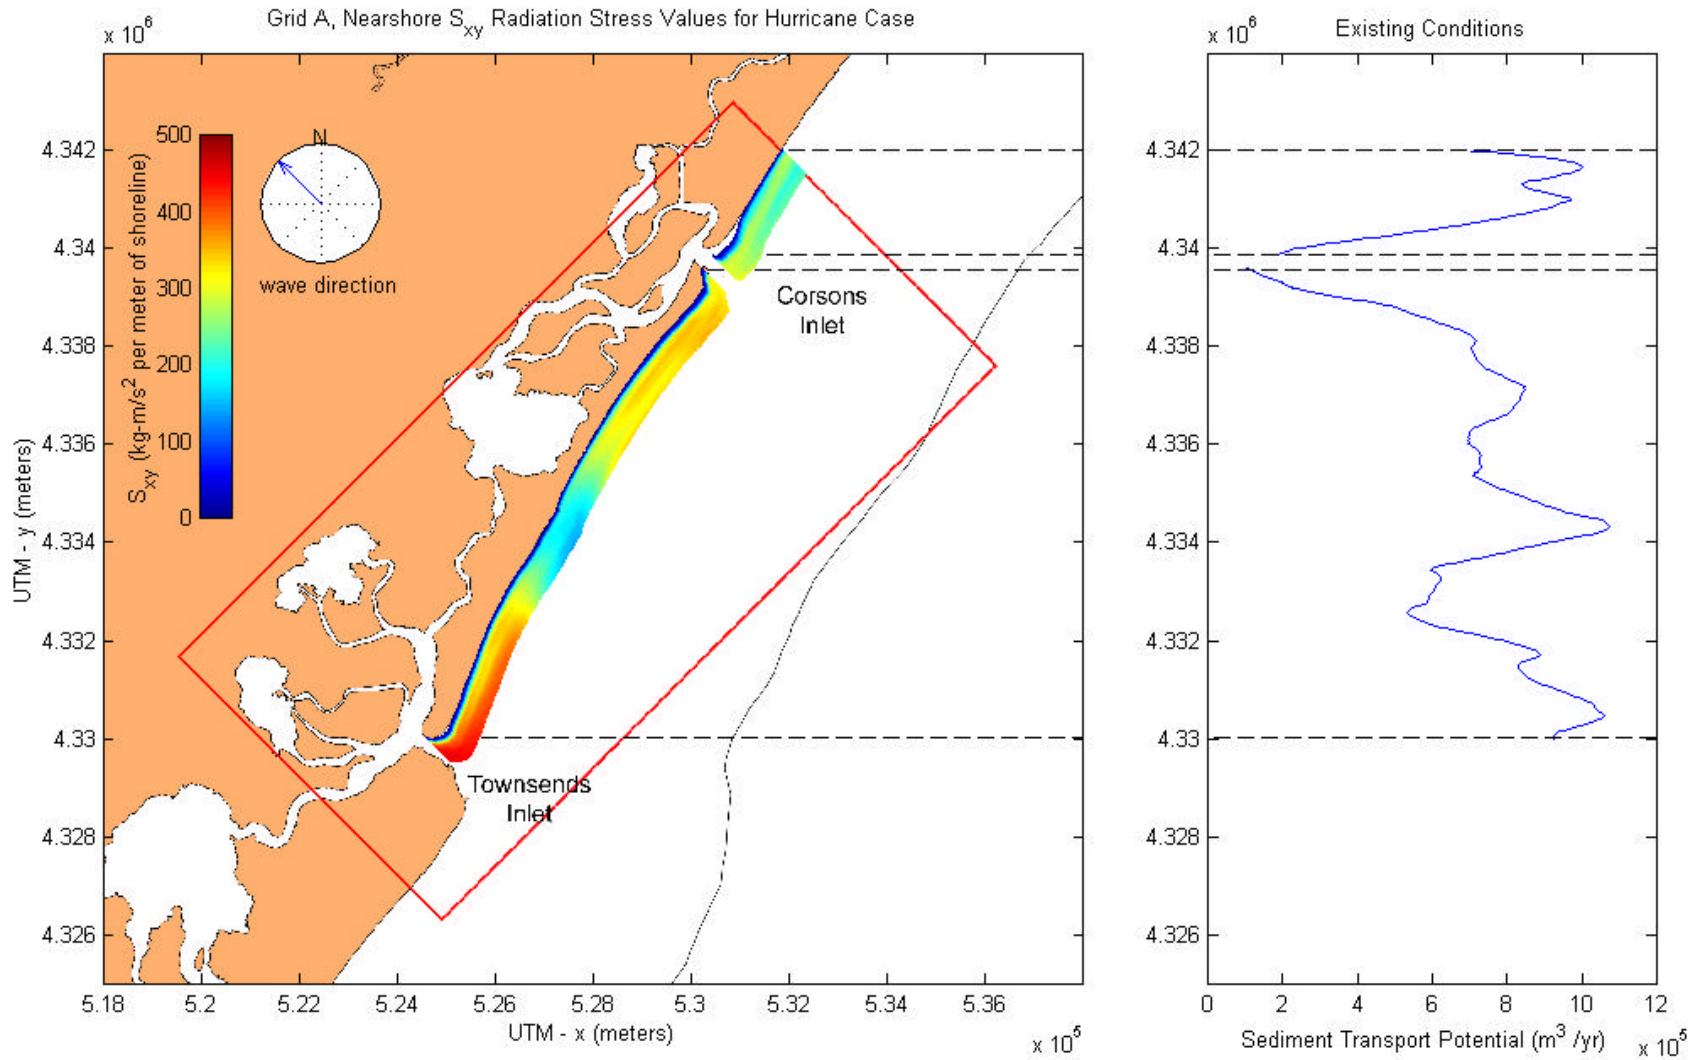 Grid A, Nearshore Sxy Radiation Stress Values for Hurricane Case
x 10^6
4.342
4.34
4.338
4.336
4.334
4.332
4.33
4.328
4.326
UTM - y (meters)
500
400
300
200
100
0
Sxy (kg-m/s^2 per meter of shoreline)
N
wave direction
Corsons
Inlet
Townsends
Inlet
5.18
5.2
5.22
5.24
5.26
5.28
5.3
5.32
5.36
UTM - x (meters)
x 10^5
x 10^6
Existing Conditions
4.342
4.34
4.338
4.336
4.334
4.332
4.33
4.328
4.326
0
2
4
6
8
10
12
Sediment Transport Potential (m^3 /yr)
x 10^5